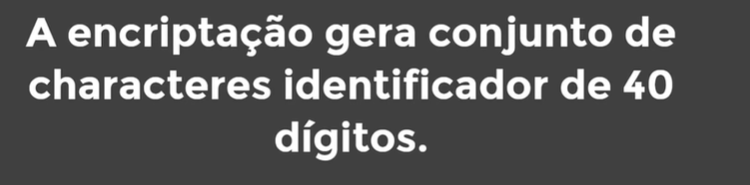 A encriptação gera conjunto de
characteres identificador de 40
dígitos.